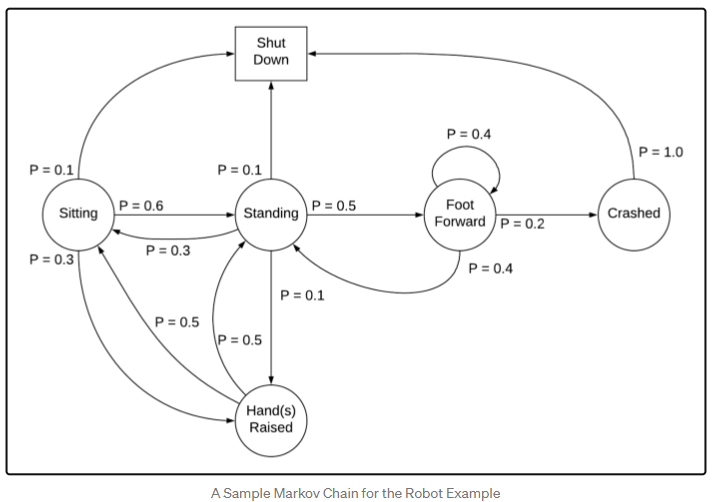 Shut
Down
P = 0.4
P = 1.0
P = 0.1
P = 0.1
Sitting
P = 0.6
Standing
P = 0.5
Foot
Forward
P = 0.2
Crashed
P = 0.3
P = 0.3
P = 0.4
P = 0.1
P = 0.5
P = 0.5
Hand(s)
Raised
A Sample Markov Chain for the Robot Example